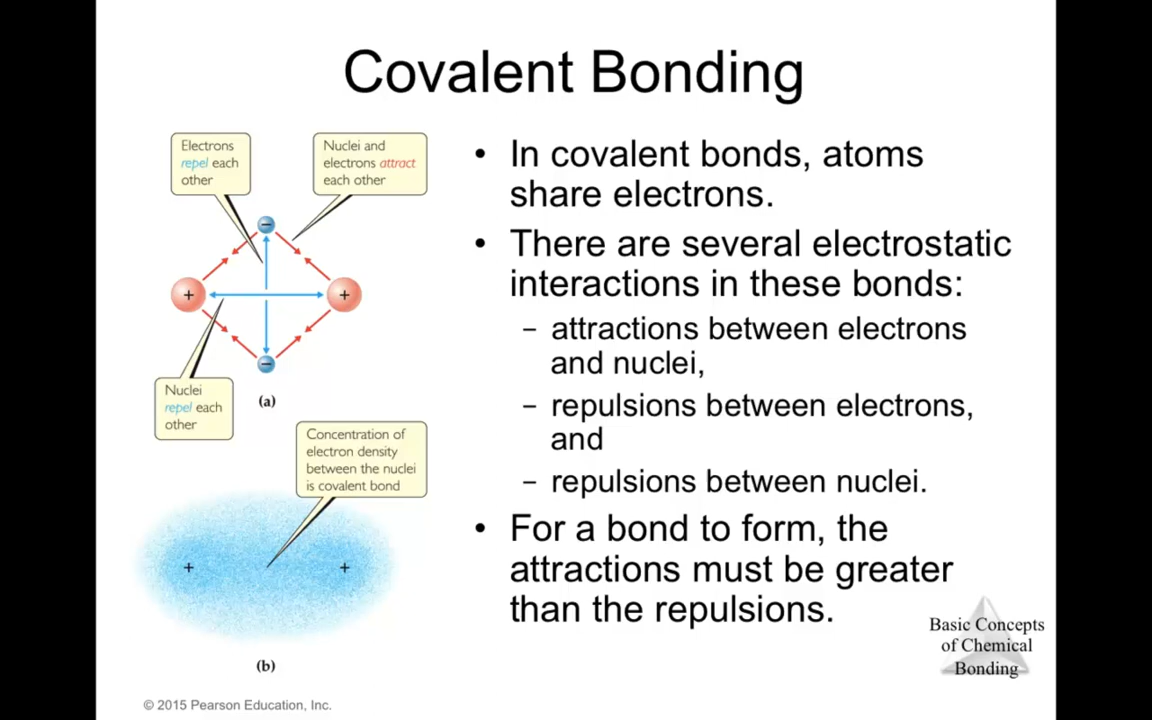 Covalent Bonding
Electrons
repel each
other
Nuclei and
electrons attract
each other
−
+
+
−
Nuclei
repel each
other
(a)
Concentration of
electron density
between the nuclei
is covalent bond
+
+
(b)
• In covalent bonds, atoms
share electrons.
• There are several electrostatic
interactions in these bonds:
– attractions between electrons
and nuclei,
– repulsions between electrons,
and
– repulsions between nuclei.
• For a bond to form, the
attractions must be greater
than the repulsions.
Basic Concepts
of Chemical
Bonding
© 2015 Pearson Education, Inc.